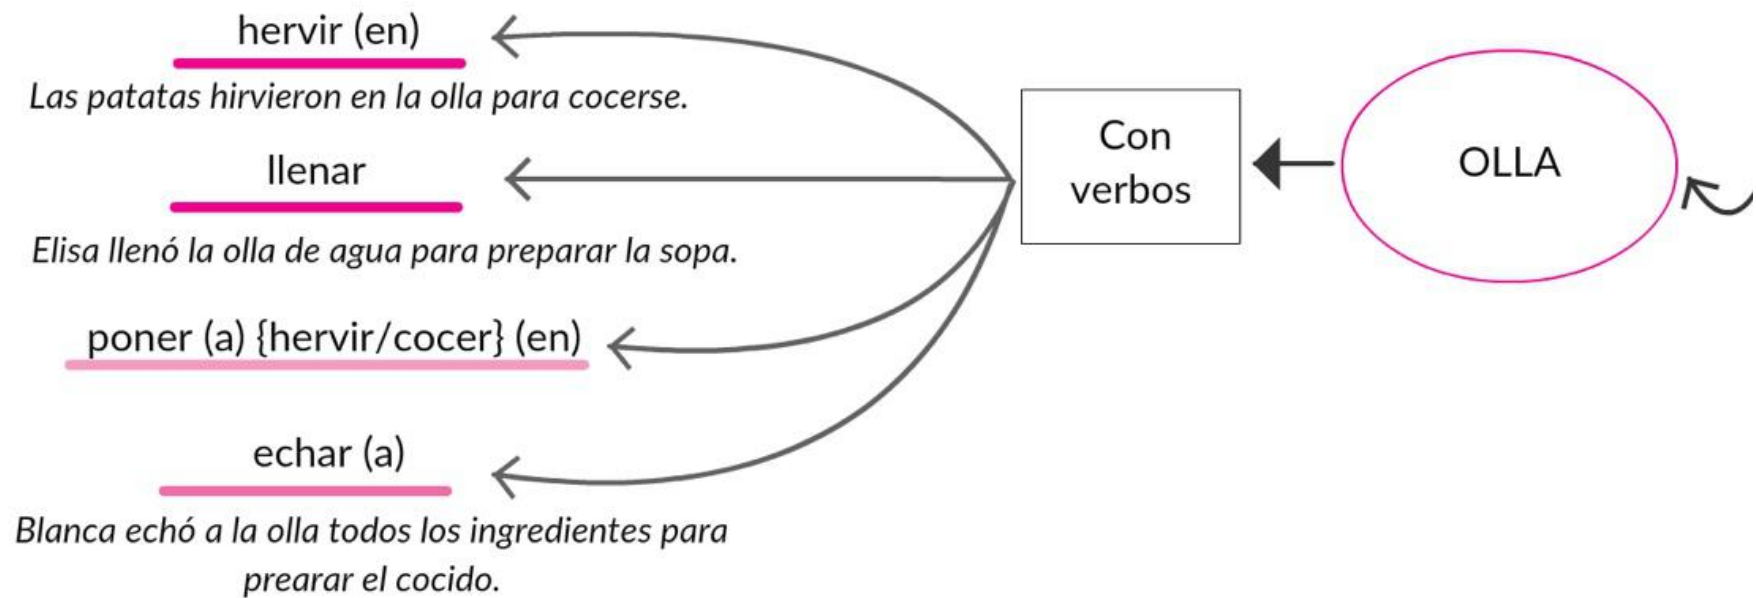 hervir (en)
Las patatas hirvieron en la olla para cocerse.
llenar
Elisa llenó la olla de agua para preparar la sopa.
poner (a) {hervir/cocer} (en)
echar (a)
Blanca echó a la olla todos los ingredientes para
prearar el cocido.
Con
verbos
OLLA